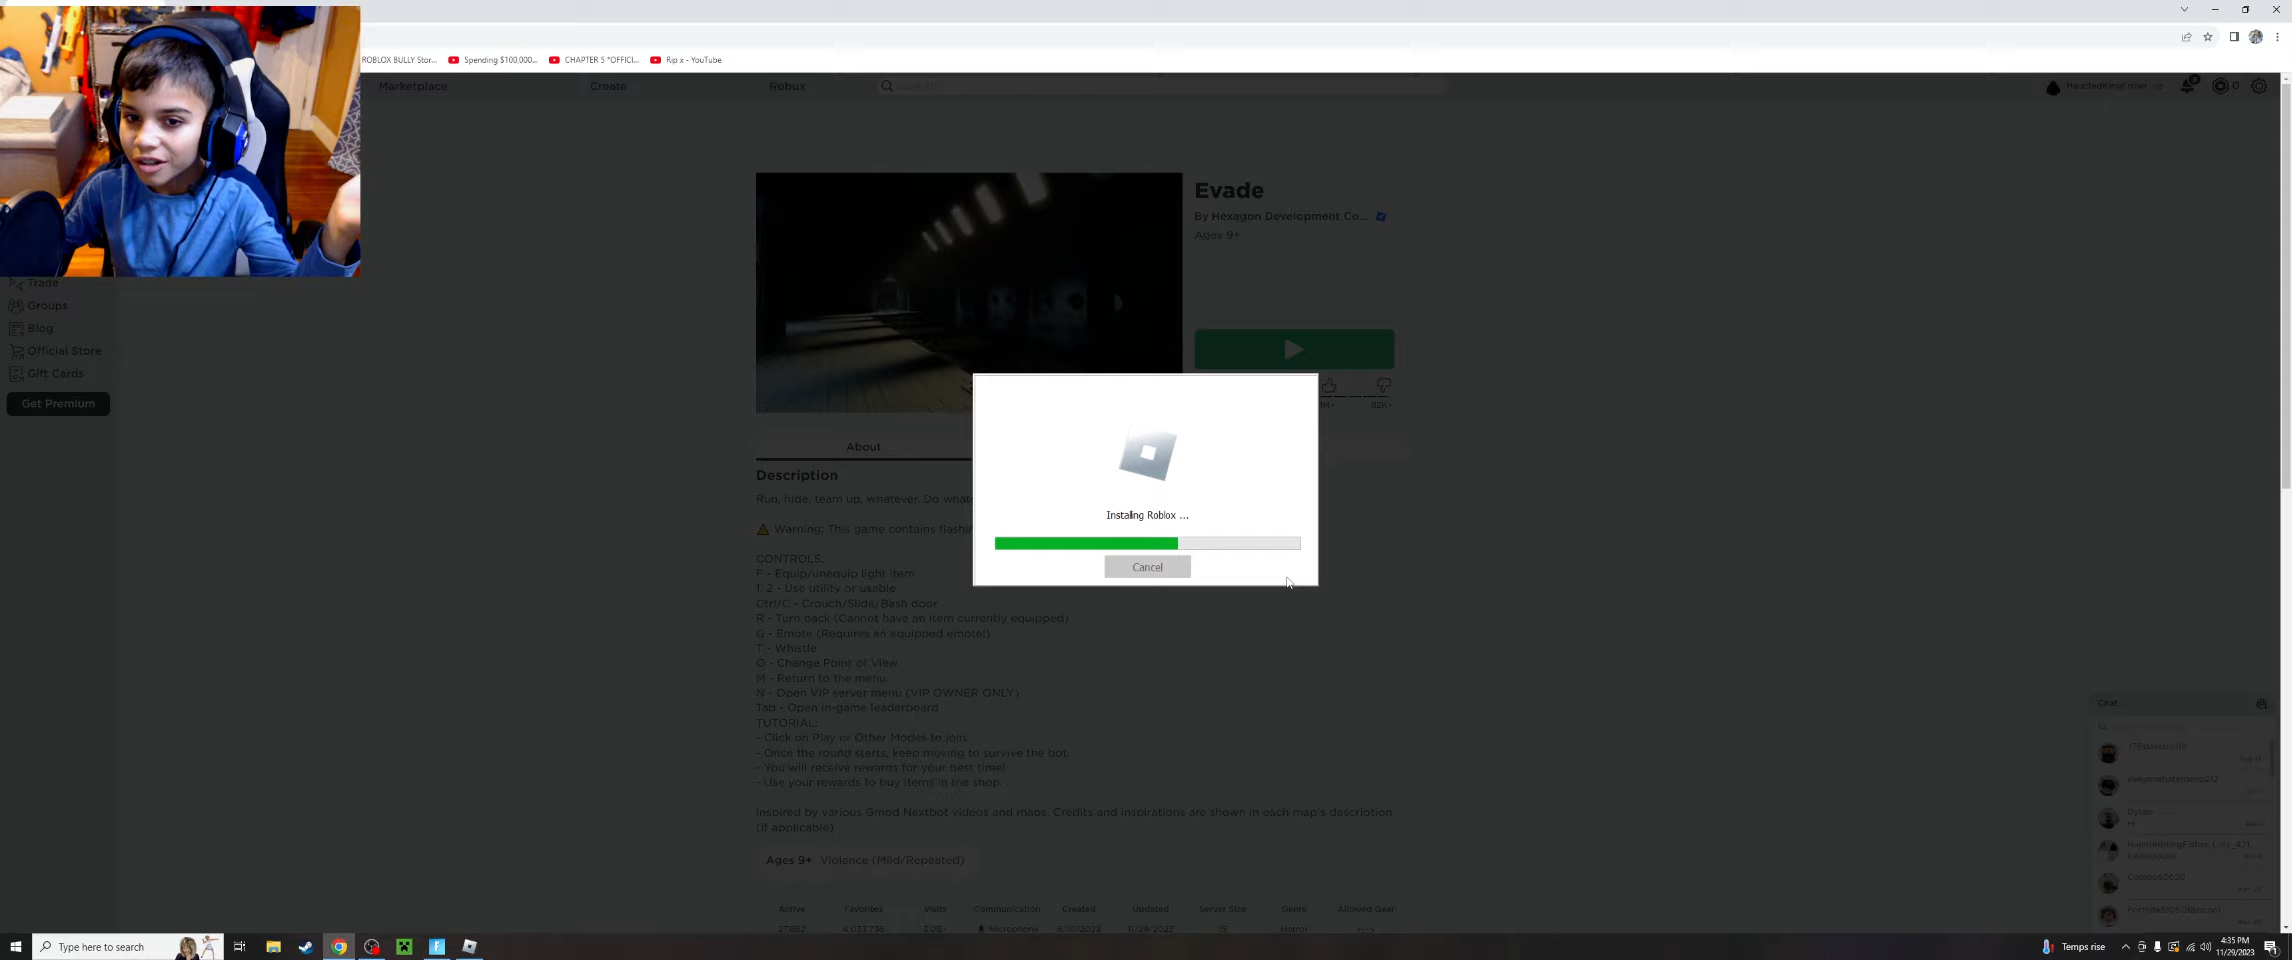 ROBLOX BULLY Stor... Spending $100,000... CHAPTER 5 *OFFICI... Rip x - YouTube
Marketplace Create Robux
0
Evade
By Hexagon Development Co...
Ages 9+
Trade
Groups
Blog
Official Store
Gift Cards
Get Premium
Installing Roblox ...
Cancel
About
Description
Run, hide, team up, whatever. Do
Warning: This game contains
CONTROLS:
F - Equip/unequip light item
1, 2 - Use utility or usable
Ctrl/C - Crouch/Slide/Bash door
R - Turn back (Cannot have an item currently equipped)
G - Emote (Requires an equipped emote!)
T - Whistle
O - Change Point of View
M - Return to the menu
N - Open VIP server menu (VIP OWNER ONLY)
Tab - Open in-game leaderboard
TUTORIAL:
- Click on Play or Other Modes to join.
- Once the round starts, keep moving to survive the bot.
- You will receive rewards for your best time!
- Use your rewards to buy items in the shop.
Inspired by various Gmod Nextbot videos and maps. Credits and inspirations are shown in each map's description
(if applicable)
Ages 9+ Violence (Mild/Repeated)
Active Favorites Visits Communication Created Updated Server Size Genre Allowed Gear
Microphone 11/29/2023 15 Horror
Chat
Dylan
Hi
Type here to search
Temps rise
4:35 PM
11/29/2023